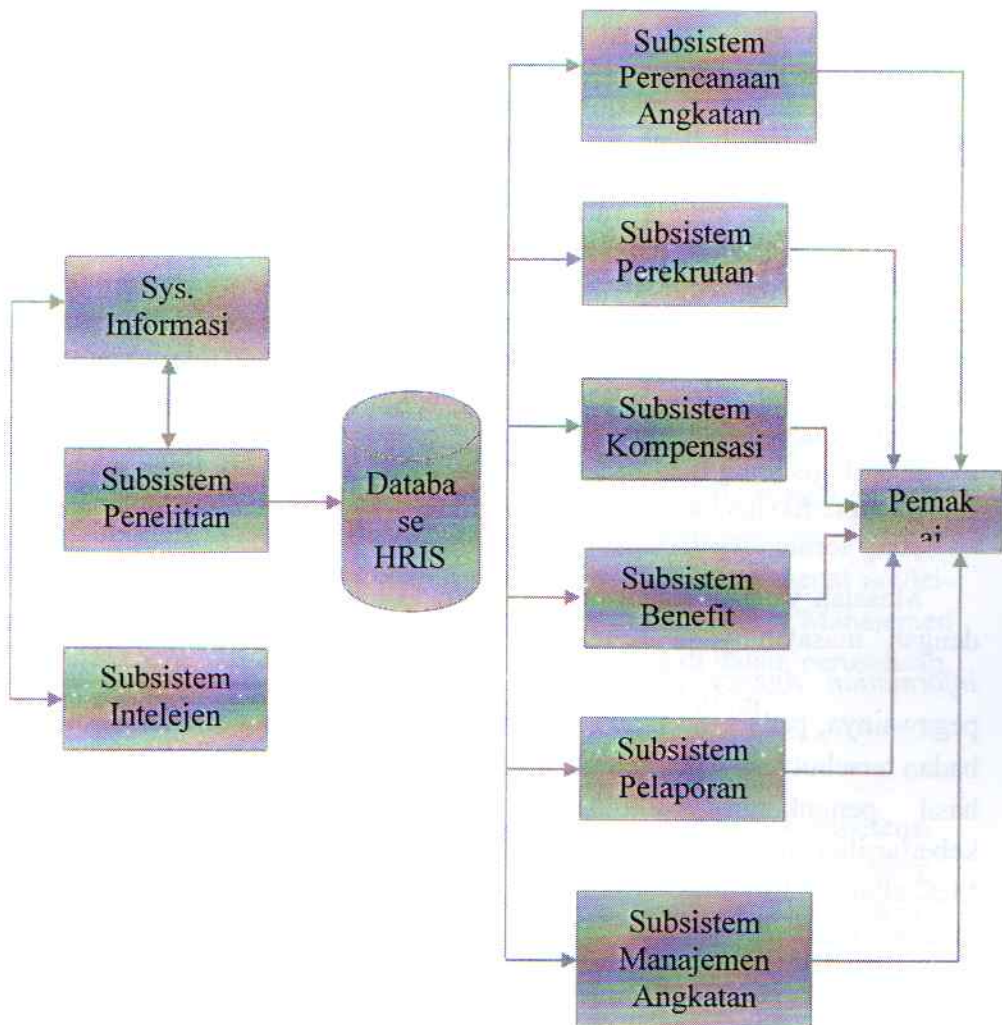 Sys.
Informasi
Subsistem
Penelitian
Subsistem
Intelejen
Databa
se
HRIS
Subsistem
Perencanaan
Angkatan
Subsistem
Perekrutan
Subsistem
Kompensasi
Subsistem
Benefit
Subsistem
Pelaporan
Subsistem
Manajemen
Angkatan
Pemak
ai